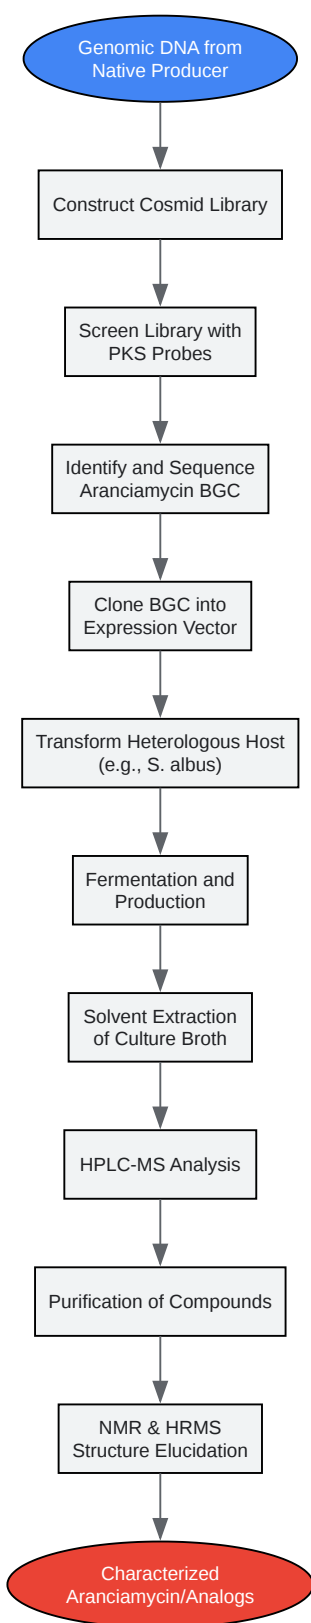 Genomic DNA from
Native Producer
Construct Cosmid Library
Screen Library with
PKS Probes
Identify and Sequence
Aranciamycin BGC
Clone BGC into
Expression Vector
Transform Heterologous Host
(e.g., S. albus)
Fermentation and
Production
Solvent Extraction
of Culture Broth
HPLC-MS Analysis
Purification of Compounds
NMR & HRMS
Structure Elucidation
Characterized
Aranciamycin/Analogs